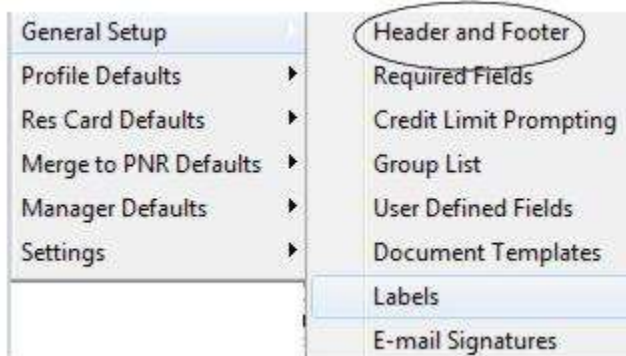 General Setup
Profile Defaults
Res Card Defaults
Merge to PNR Defaults
Manager Defaults
Settings
Header and Footer
Required Fields
Credit Limit Prompting
Group List
User Defined Fields
Document Templates
Labels
E-mail Signatures